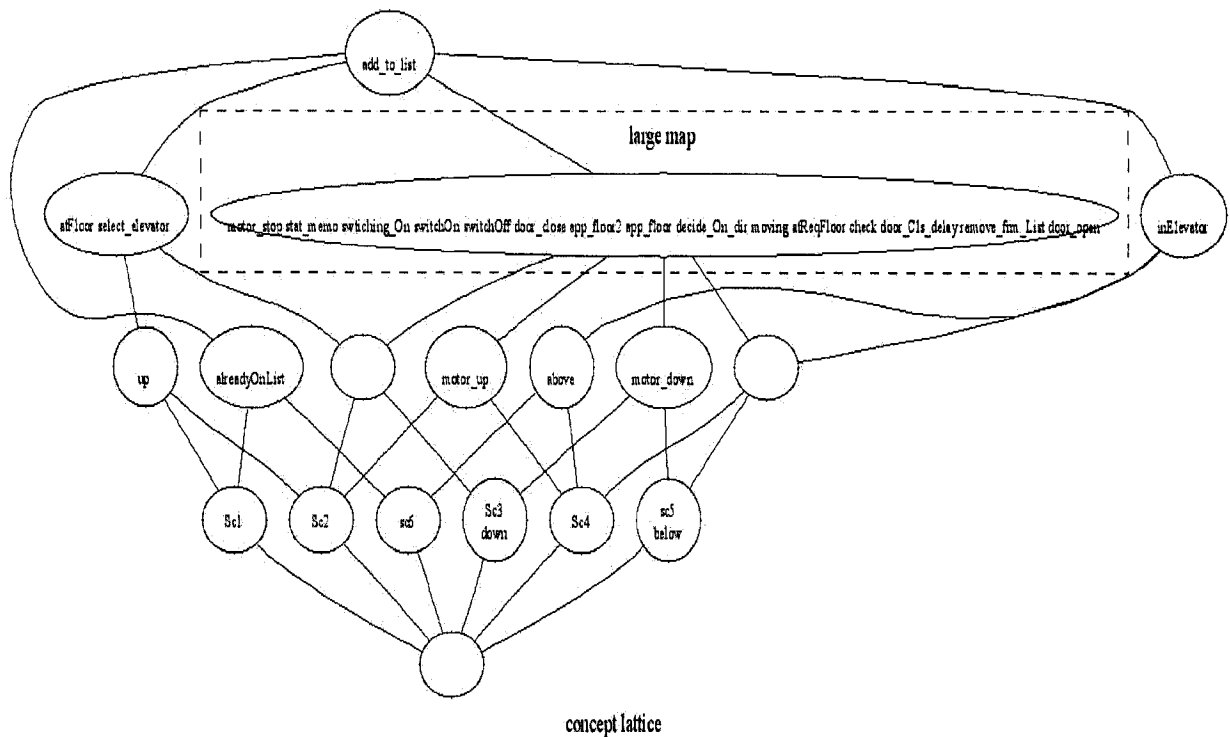 add_to_list
large map
atFloor select_elevator
motor_stop stat_memo swtiching_On switchOn switchOff door_close app_floor2 app_floor decide_On_dir moving atReqFloor check door_Cls_delay remove_frm_List door_open
inElevator
up
alreadyOnList
motor_up
above
motor_down
Sc1
Sc2
sc6
Sc3
down
Sc4
sc5
below
concept lattice